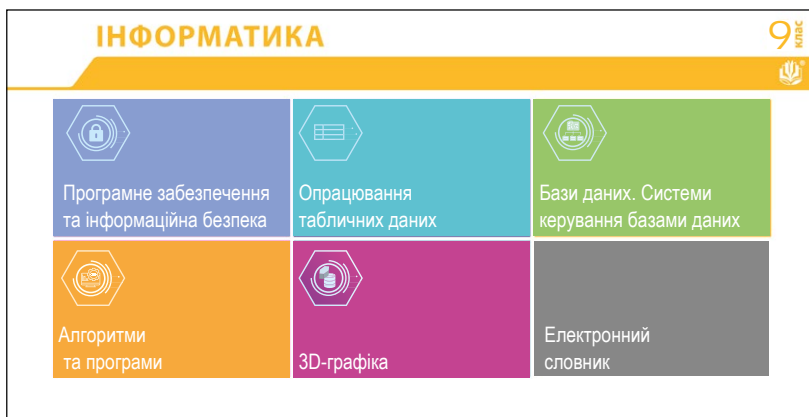 ІНФОРМАТИКА
9 клас
Програмне забезпечення
та інформаційна безпека
Опрацювання
табличних даних
Бази даних. Системи
керування базами даних
Алгоритми
та програми
3D-графіка
Електронний
словник